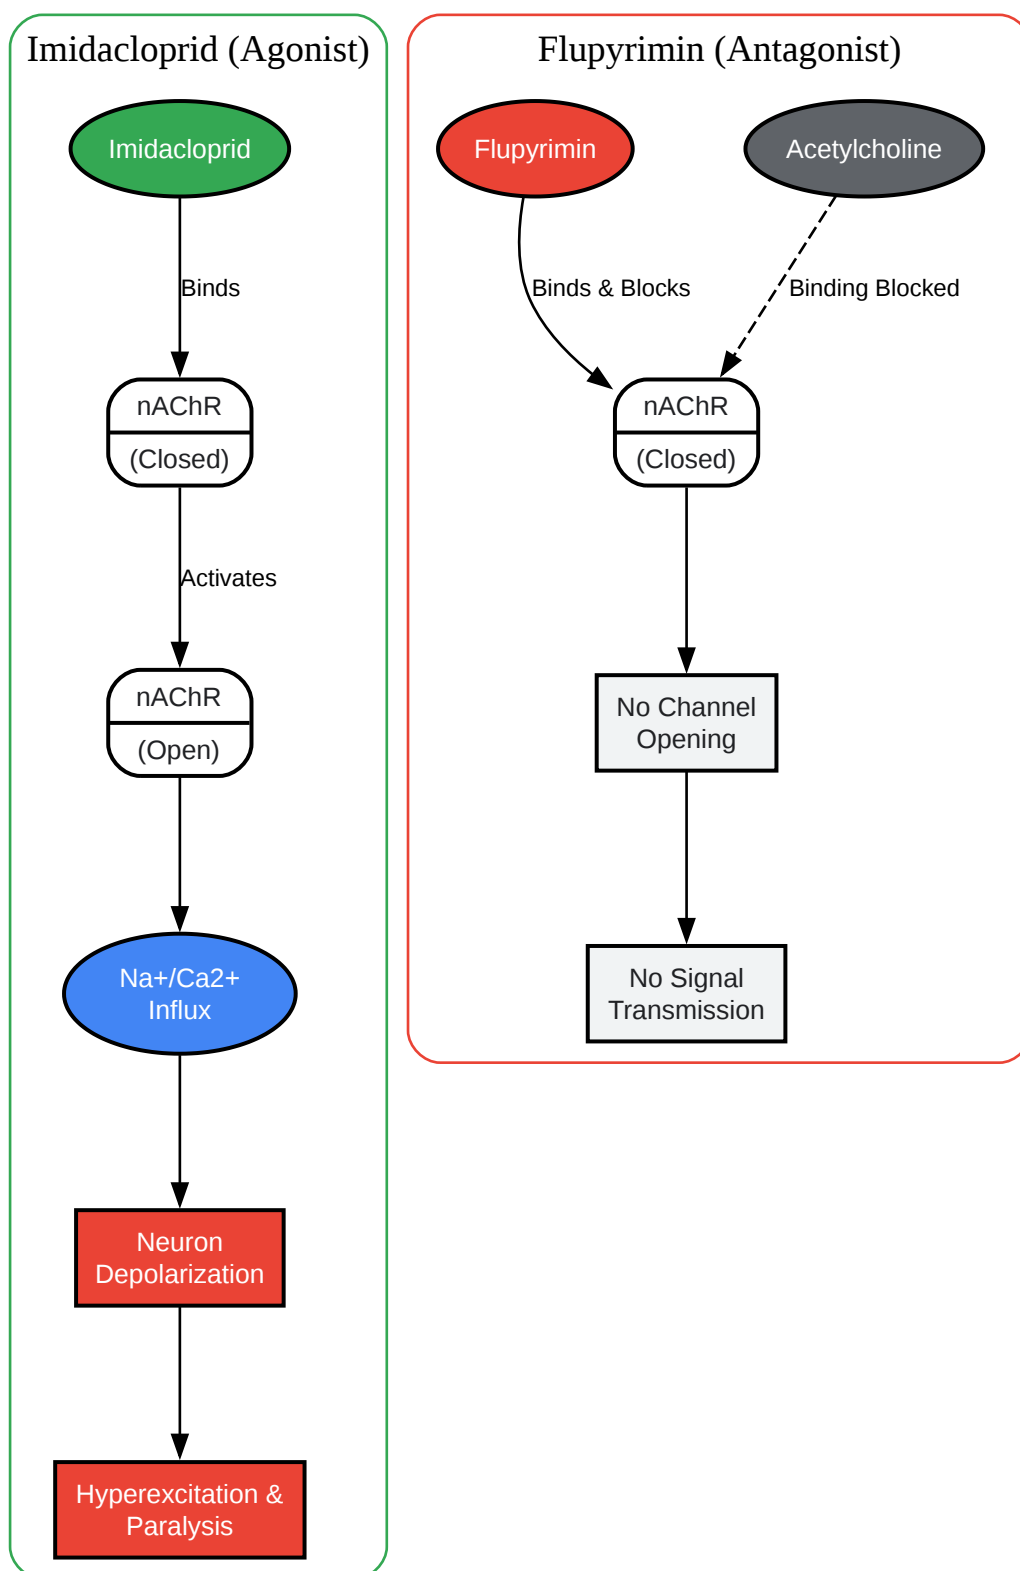 Imidacloprid (Agonist)
Imidacloprid
Binds
nAChR
(Closed)
Activates
nAChR
(Open)
Na+/Ca2+
Influx
Neuron
Depolarization
Hyperexcitation &
Paralysis
Flupyrimin (Antagonist)
Flupyrimin
Acetylcholine
Binds & Blocks
Binding Blocked
nAChR
(Closed)
No Channel
Opening
No Signal
Transmission